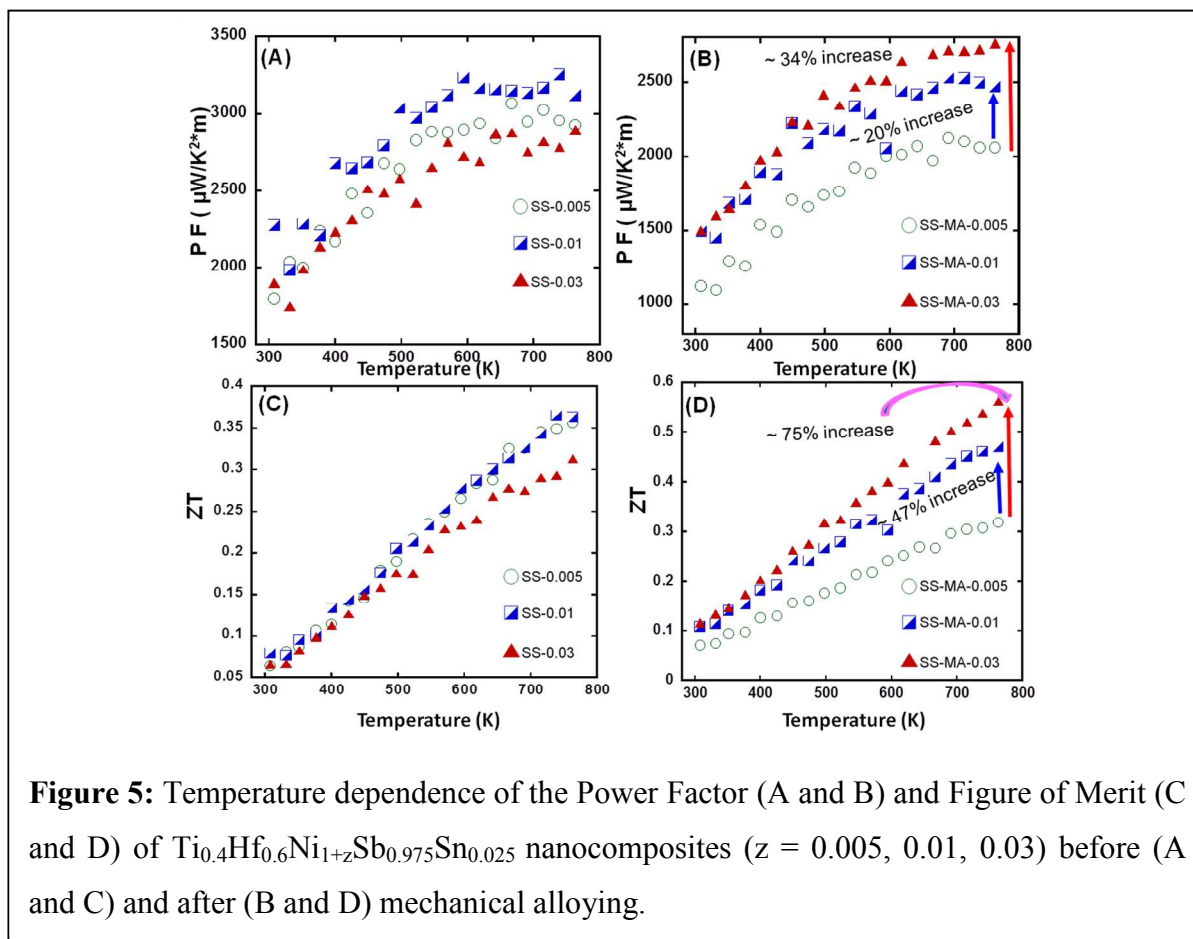 (A)
3500
3000
2500
2000
1500
PF ( µW/K²*m)
300 400 500 600 700 800
Temperature (K)
SS-0.005
SS-0.01
SS-0.03
(B)
~ 34% increase
~ 20% increase
2500
2000
1500
1000
PF ( µW/K²*m)
300 400 500 600 700 800
Temperature (K)
SS-MA-0.005
SS-MA-0.01
SS-MA-0.03
(C)
0.4
0.35
0.3
0.25
0.2
0.15
0.1
0.05
ZT
300 400 500 600 700 800
Temperature (K)
SS-0.005
SS-0.01
SS-0.03
(D)
~ 75% increase
~ 47% increase
0.6
0.5
0.4
0.3
0.2
0.1
0
ZT
300 400 500 600 700 800
Temperature (K)
SS-MA-0.005
SS-MA-0.01
SS-MA-0.03
Figure 5: Temperature dependence of the Power Factor (A and B) and Figure of Merit (C
and D) of Ti₀.₄Hf₀.₆Ni₁₊zSb₀.₉₇₅Sn₀.₀₂₅ nanocomposites (z = 0.005, 0.01, 0.03) before (A
and C) and after (B and D) mechanical alloying.